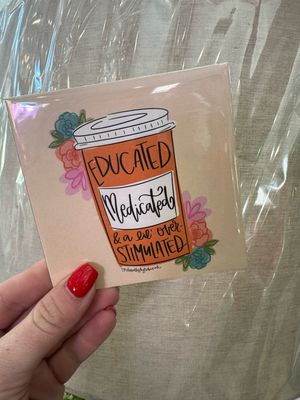 EDUCATED
Medicated
& a lil' over-
STIMULATED